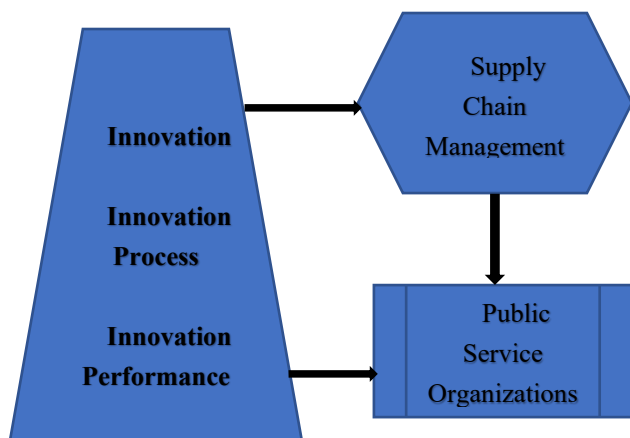 Innovation
Innovation
Process
Innovation
Performance
Supply
Chain
Management
Public
Service
Organizations